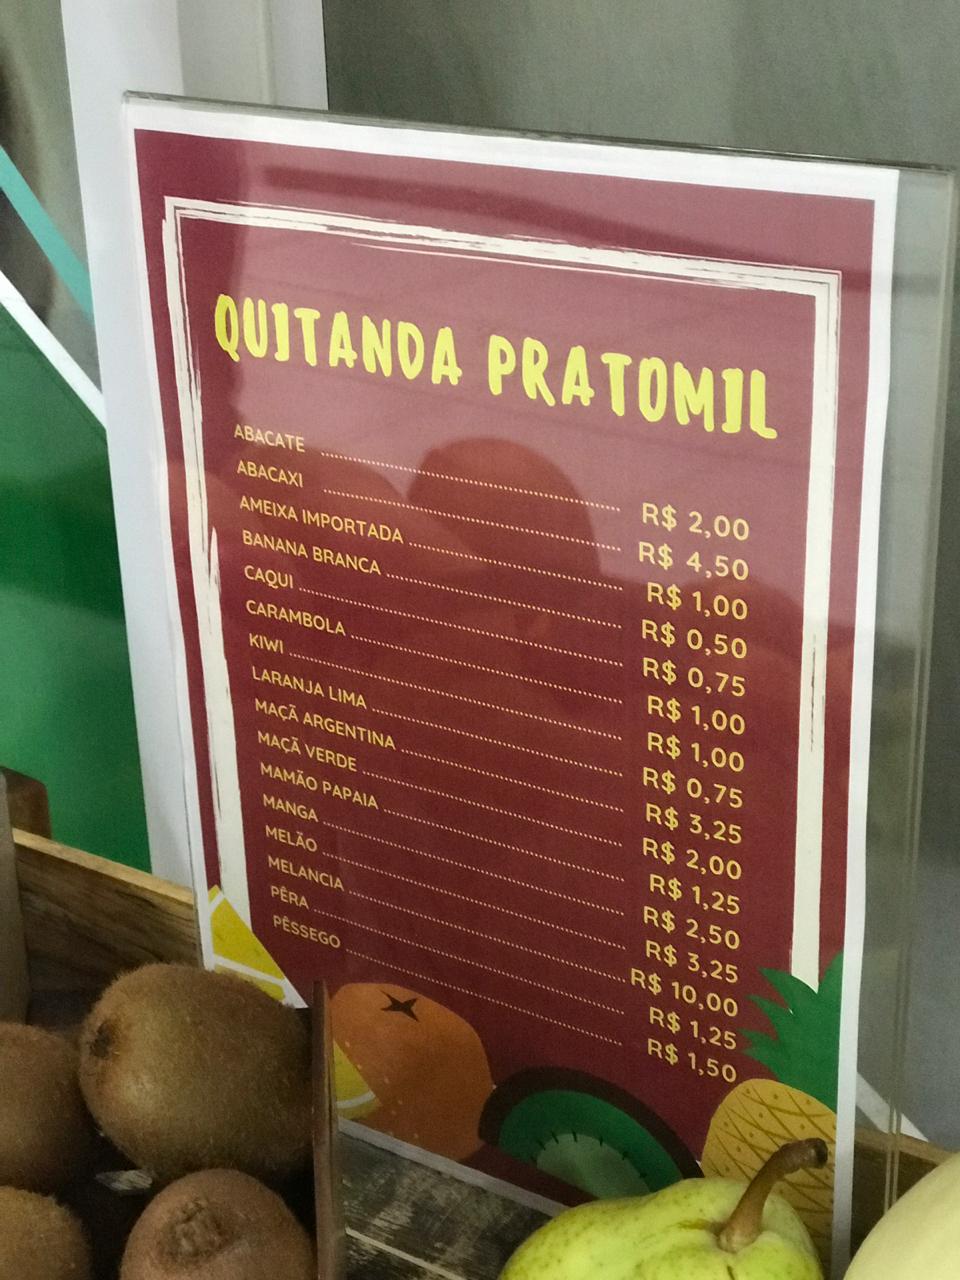 QUITANDA PRATOMIL
ABACATE ........ R$ 2,00
ABACAXI ........ R$ 4,50
AMEIXA IMPORTADA ........ R$ 1,00
BANANA BRANCA ........ R$ 0,50
CAQUI ........ R$ 0,75
CARAMBOLA ........ R$ 1,00
KIWI ........ R$ 1,00
LARANJA LIMA ........ R$ 0,75
MAÇÃ ARGENTINA ........ R$ 3,25
MAÇÃ VERDE ........ R$ 2,00
MAMÃO PAPAIA ........ R$ 1,25
MANGA ........ R$ 2,50
MELÃO ........ R$ 3,25
MELANCIA ........ R$ 10,00
PÊRA ........ R$ 1,25
PÊSSEGO ........ R$ 1,50